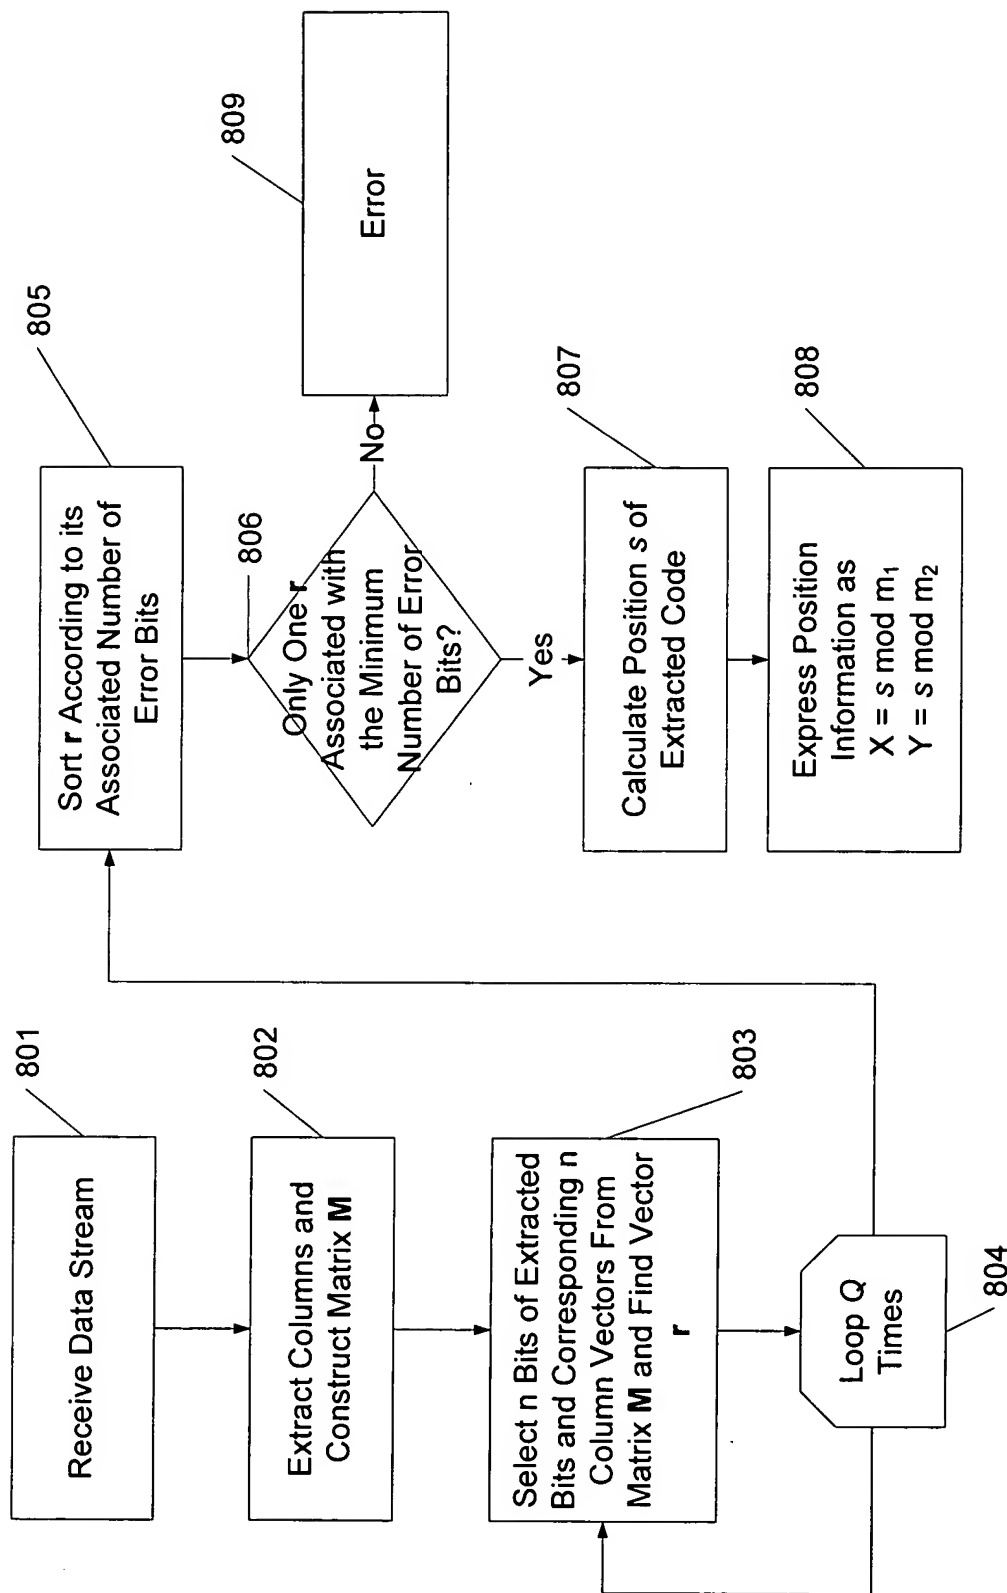 801
Receive Data Stream
802
Extract Columns and
Construct Matrix M
803
Select n Bits of Extracted
Bits and Corresponding n
Column Vectors From
Matrix M and Find Vector
r
Loop Q
Times
804
805
Sort r According to its
Associated Number of
Error Bits
806
Only One r
Associated with
the Minimum
Number of Error
Bits?
No
809
Error
Yes
807
Calculate Position s of
Extracted Code
808
Express Position
Information as
X = s mod m₁
Y = s mod m₂